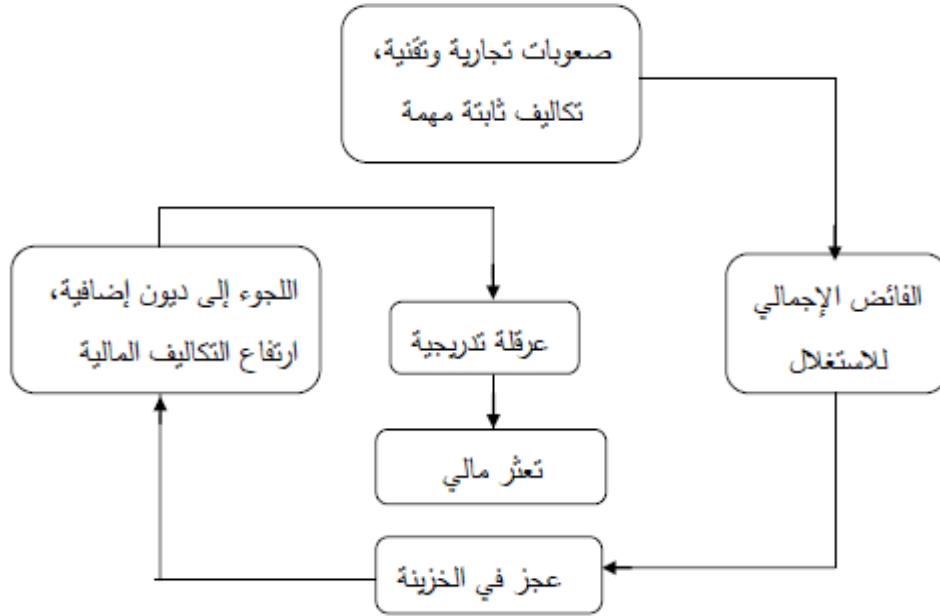 صعوبات تجارية وتقنية،
تكاليف ثابتة مهمة
الفائض الإجمالي
للاستغلال
اللجوء إلى ديون إضافية،
ارتفاع التكاليف المالية
عرقلة تدريجية
تعثر مالي
عجز في الخزينة